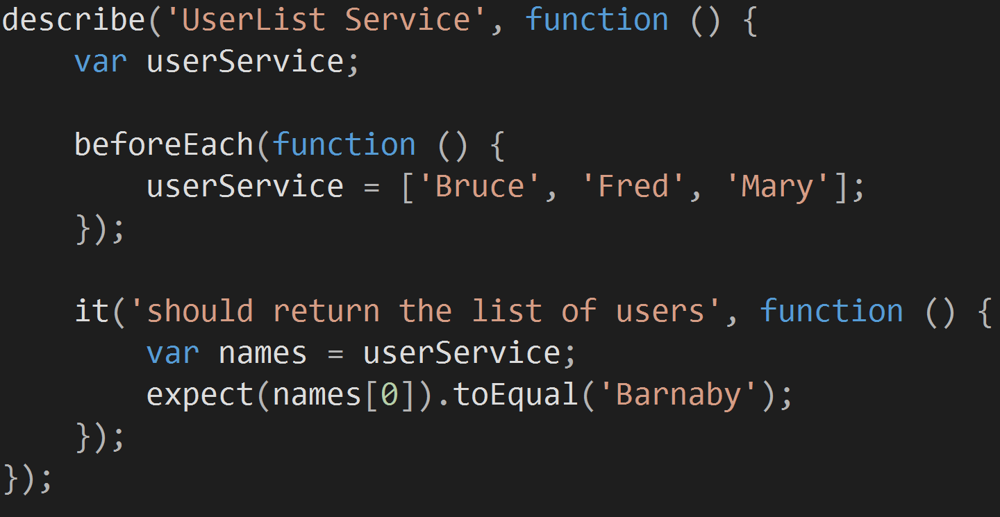 describe('UserList Service', function () {
    var userService;

    beforeEach(function () {
        userService = ['Bruce', 'Fred', 'Mary'];
    });

    it('should return the list of users', function () {
        var names = userService;
        expect(names[0]).toEqual('Barnaby');
    });
});